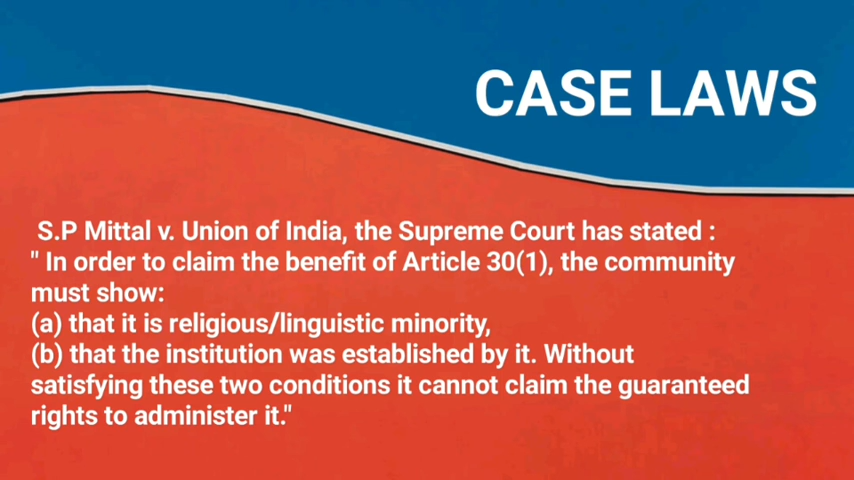 CASE LAWS
S.P Mittal v. Union of India, the Supreme Court has stated :
" In order to claim the benefit of Article 30(1), the community
must show:
(a) that it is religious/linguistic minority,
(b) that the institution was established by it. Without
satisfying these two conditions it cannot claim the guaranteed
rights to administer it."